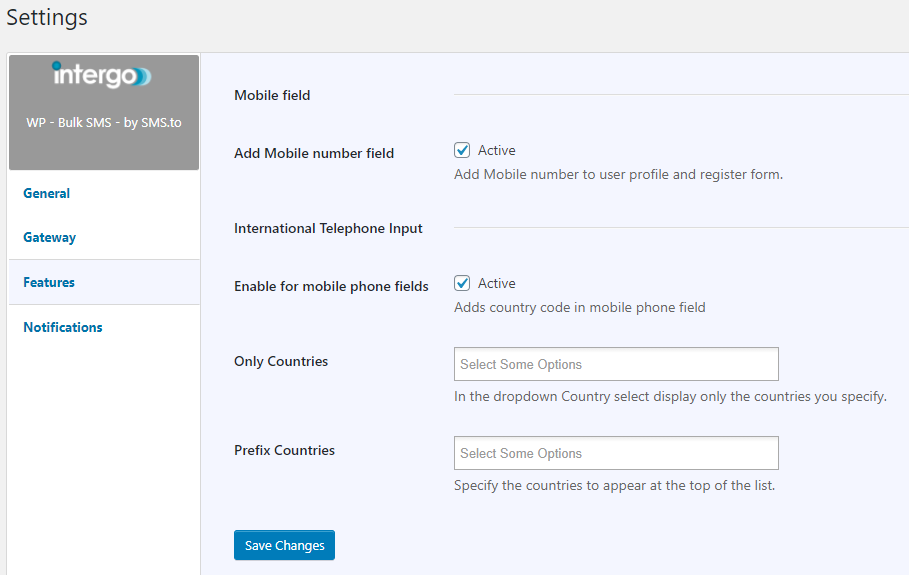 Settings
intergo
WP - Bulk SMS - by SMS.to
General
Gateway
Features
Notifications
Mobile field
Add Mobile number field
Active
Add Mobile number to user profile and register form.
International Telephone Input
Enable for mobile phone fields
Active
Adds country code in mobile phone field
Only Countries
Select Some Options
In the dropdown Country select display only the countries you specify.
Prefix Countries
Select Some Options
Specify the countries to appear at the top of the list.
Save Changes